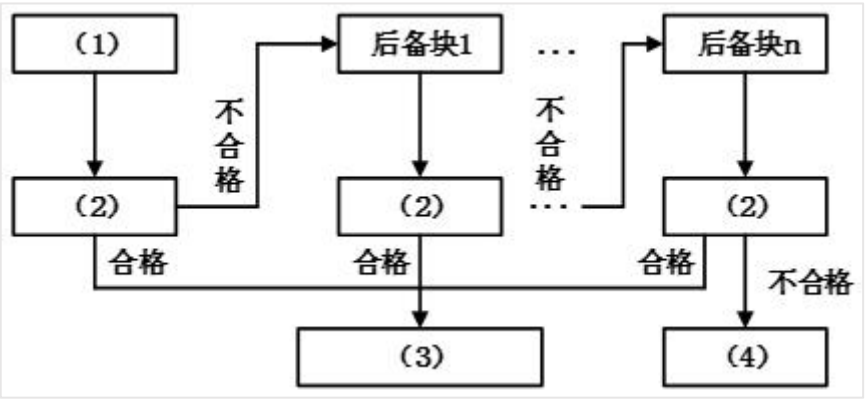 （1）
后备块1
...
后备块n
不合格
不合格
（2）
（2）
...
（2）
合格
合格
合格
不合格
（3）
（4）